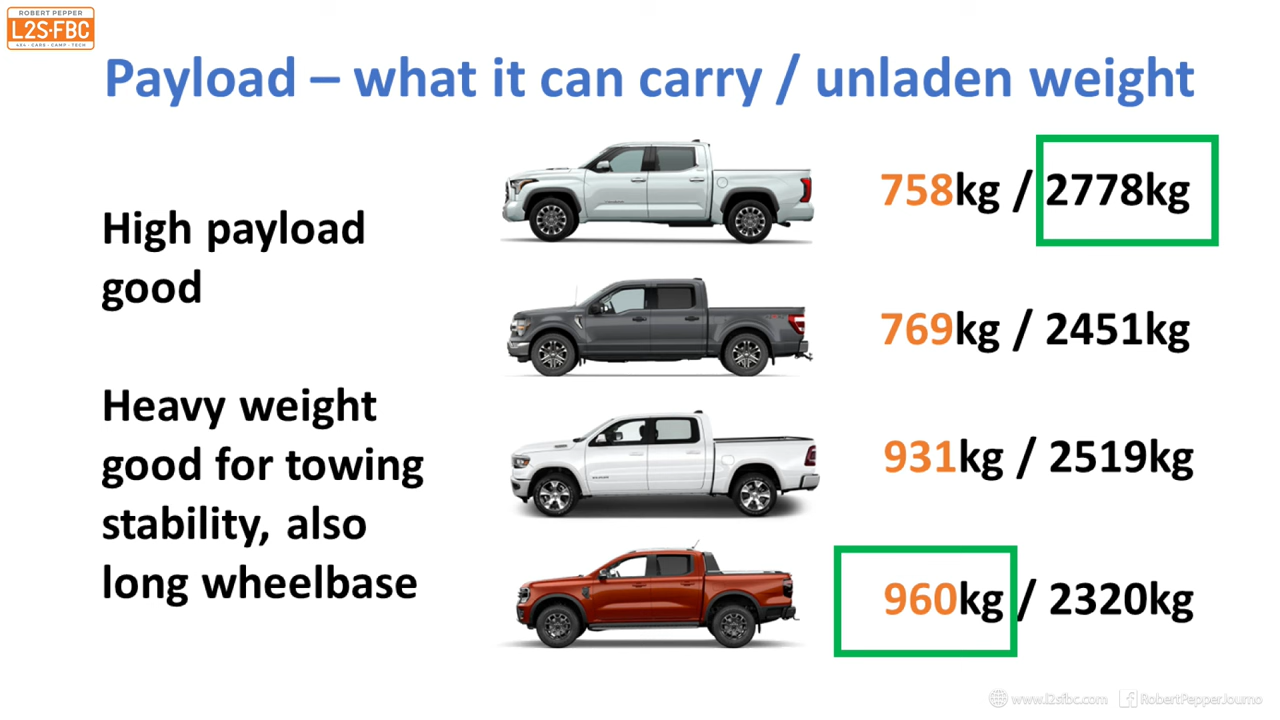 ROBERT PEPPER
L2S·FBC
4X4 · CARS · CAMP · TECH
Payload – what it can carry / unladen weight
High payload
good
Heavy weight
good for towing
stability, also
long wheelbase
758kg / 2778kg
769kg / 2451kg
931kg / 2519kg
960kg / 2320kg
www.l2sfbc.com
RobertPepperJourno